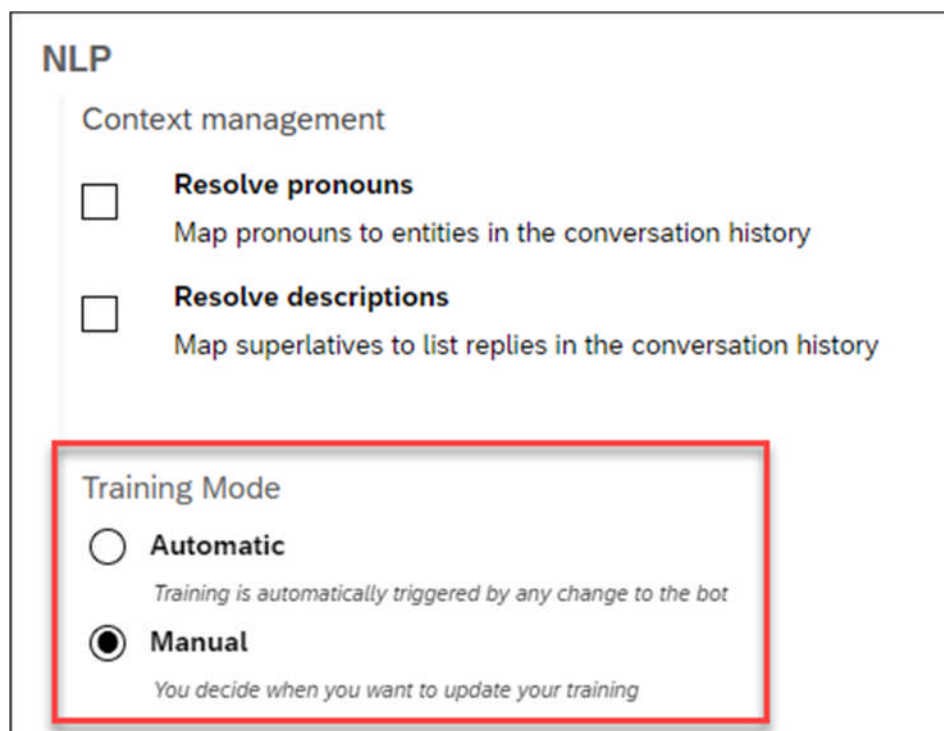 NLP
Context management
Resolve pronouns
Map pronouns to entities in the conversation history
Resolve descriptions
Map superlatives to list replies in the conversation history
Training Mode
Automatic
Training is automatically triggered by any change to the bot
Manual
You decide when you want to update your training